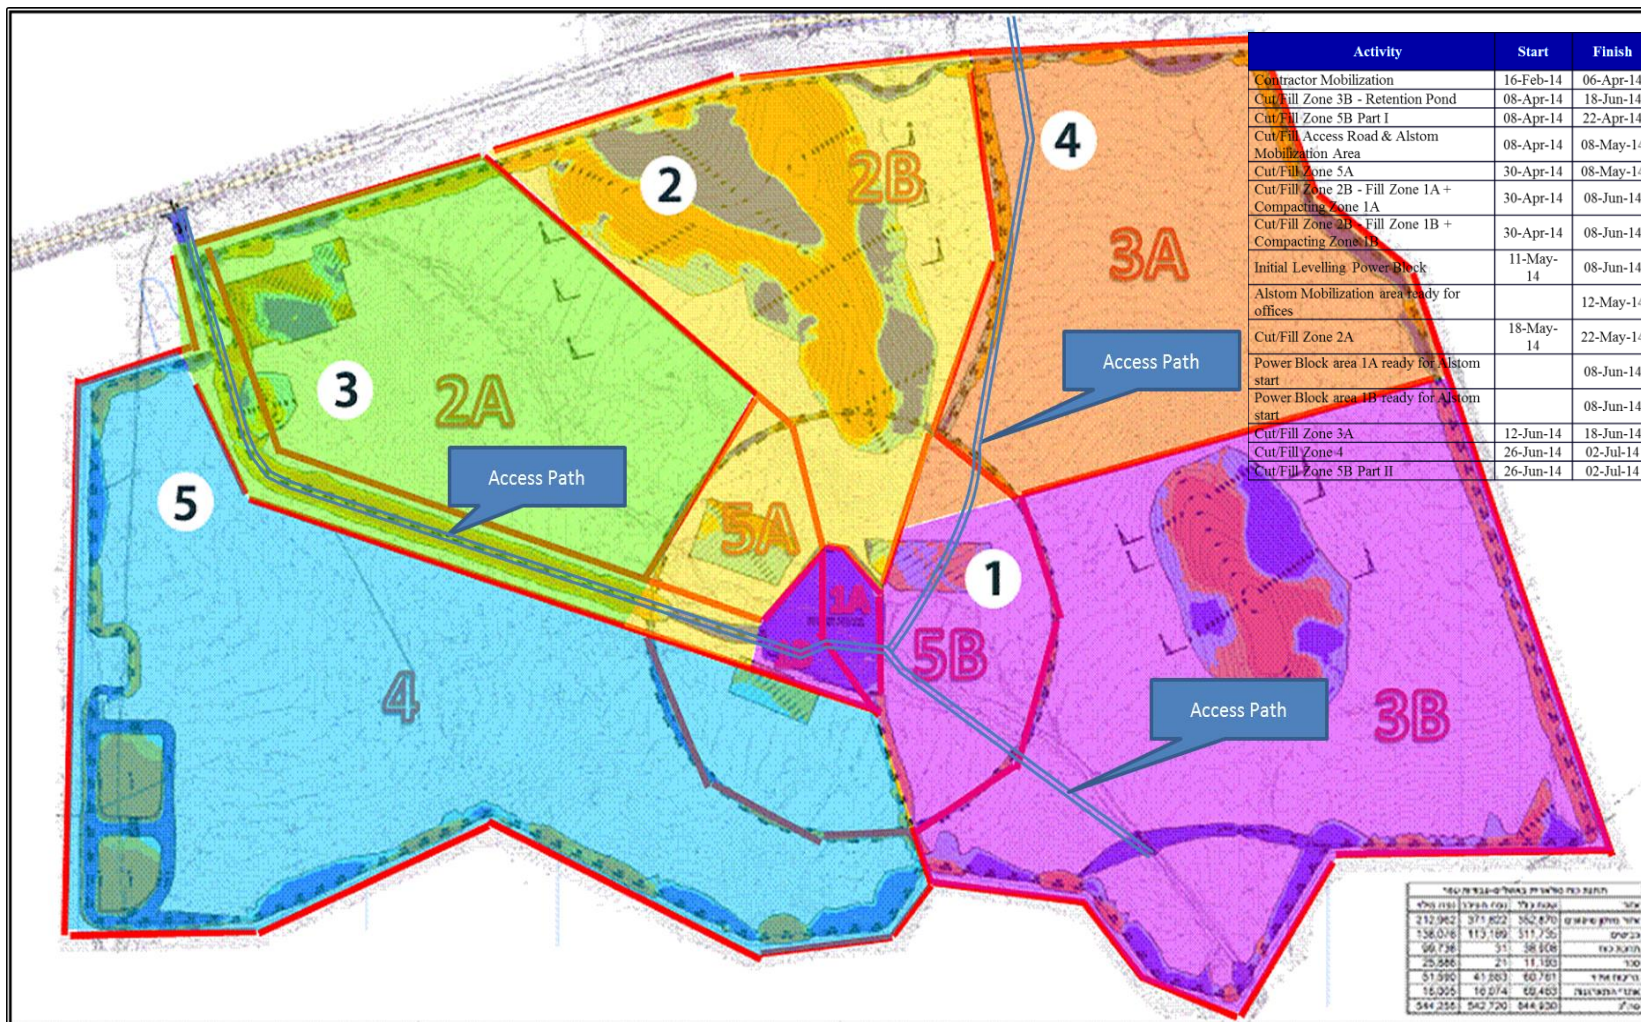 Activity Start Finish
Contractor Mobilization 16-Feb-14 06-Apr-14
Cut/Fill Zone 3B - Retention Pond 08-Apr-14 18-Jun-14
Cut/Fill Zone 5B Part I 08-Apr-14 22-Apr-14
Cut/Fill Access Road & Alstom
Mobilization Area 08-Apr-14 08-May-14
Cut/Fill Zone 5A 30-Apr-14 08-May-14
Cut/Fill Zone 2B - Fill Zone 1A +
Compacting Zone 1A 30-Apr-14 08-Jun-14
Cut/Fill Zone 2B - Fill Zone 1B +
Compacting Zone 1B 30-Apr-14 08-Jun-14
Initial Levelling Power Block 11-May-
14 08-Jun-14
Alstom Mobilization area ready for
offices 12-May-14
Cut/Fill Zone 2A 18-May-
14 22-May-14
Power Block area 1A ready for Alstom
start 08-Jun-14
Power Block area 1B ready for Alstom
start 08-Jun-14
Cut/Fill Zone 3A 12-Jun-14 18-Jun-14
Cut/Fill Zone 4 26-Jun-14 02-Jul-14
Cut/Fill Zone 5B Part II 26-Jun-14 02-Jul-14
4
2
2B
3A
Access Path
3
2A
Access Path
5
5A
1
1A
1B
5B
4
Access Path
3B